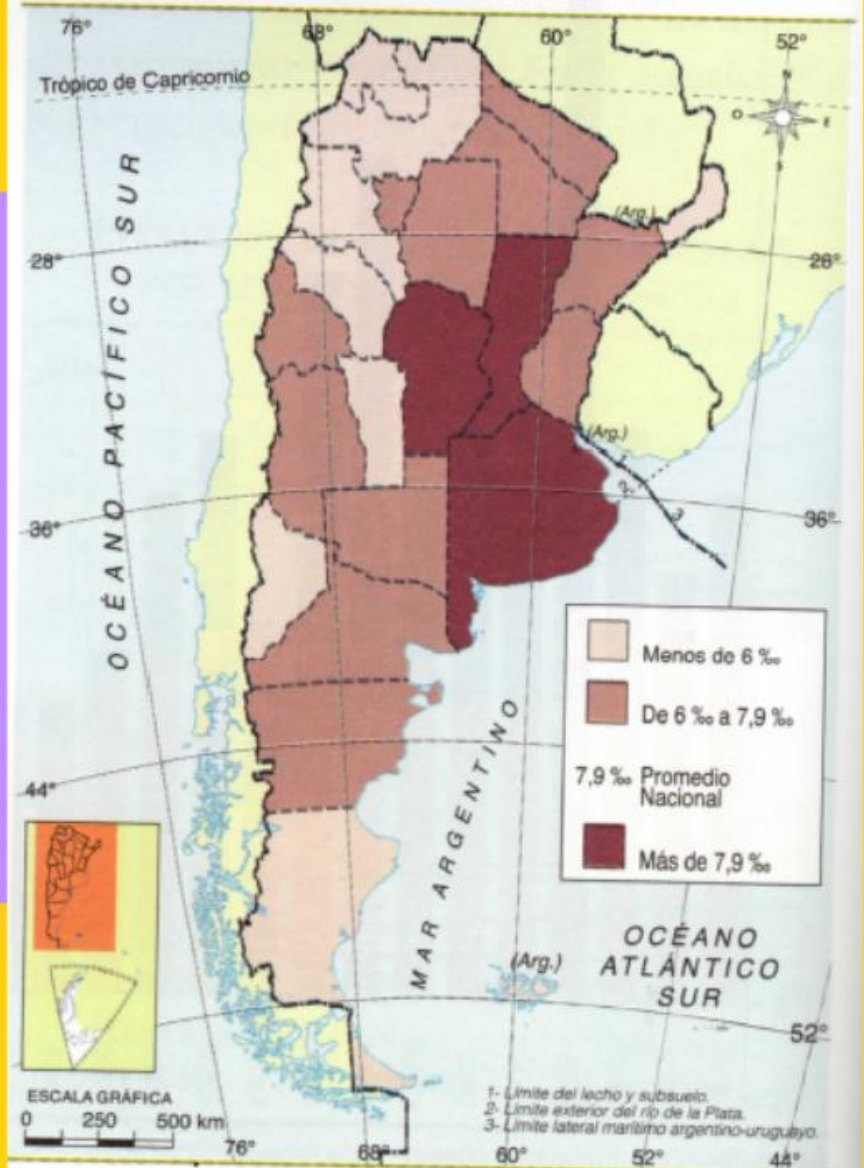 76°
68°
60°
52°
Trópico de Capricornio
N
O
E
S
(Arg.)
28°
28°
OCÉANO PACÍFICO SUR
(Arg.)
1
2
3
36°
36°
Menos de 6 ‰
De 6 ‰ a 7,9 ‰
7,9 ‰ Promedio
Nacional
Más de 7,9 ‰
44°
MAR ARGENTINO
(Arg.)
OCÉANO
ATLÁNTICO
SUR
52°
ESCALA GRÁFICA
0 250 500 km
1- Límite del lecho y subsuelo.
2- Límite exterior del río de la Plata.
3- Límite lateral marítimo argentino-uruguayo.
76°
68°
60°
52°
44°